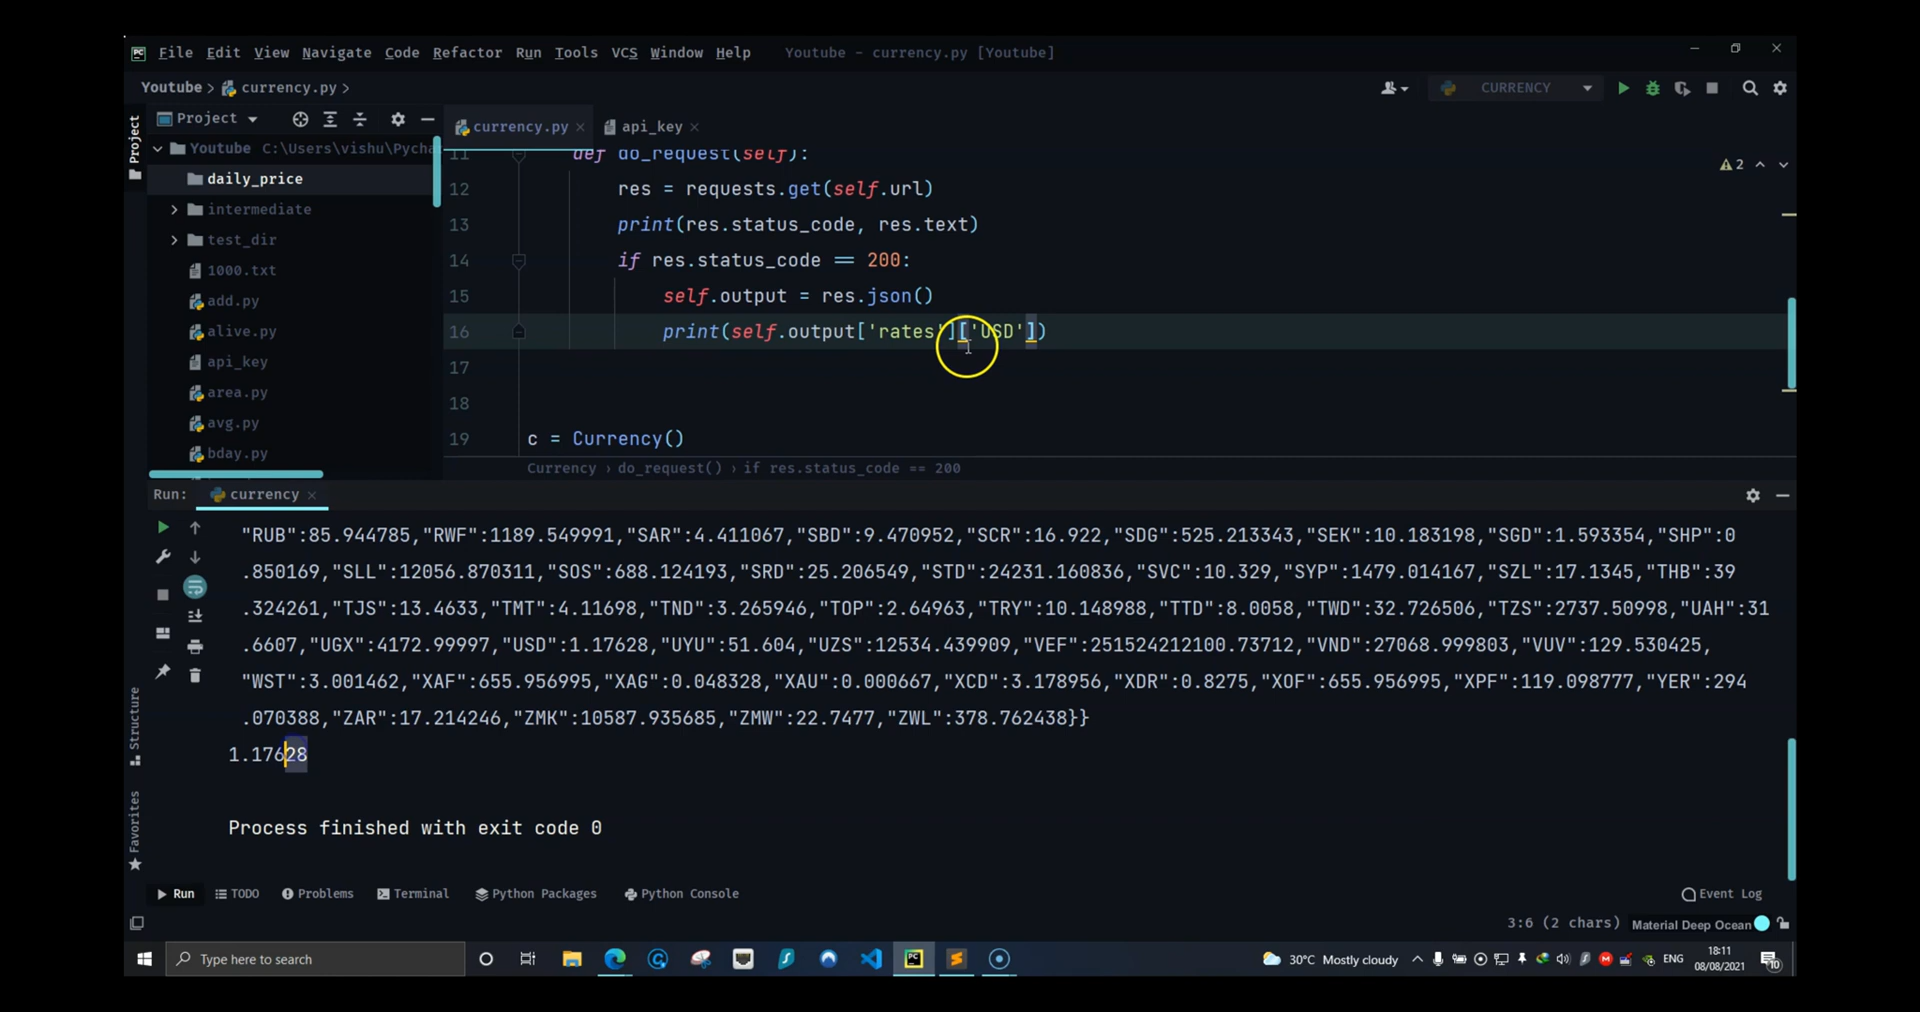 File Edit View Navigate Code Refactor Run Tools VCS Window Help Youtube - currency.py [Youtube]
Youtube > currency.py >
CURRENCY
Project
Project
currency.py
api_key
Youtube C:\Users\vishu\Pycha
daily_price
intermediate
test_dir
1000.txt
add.py
alive.py
api_key
area.py
avg.py
bday.py
2
11 def do_request(self):
12 res = requests.get(self.url)
13 print(res.status_code, res.text)
14 if res.status_code == 200:
15 self.output = res.json()
16 print(self.output['rates']['USD'])
17
18
19 c = Currency()
Currency > do_request() > if res.status_code == 200
Run: currency
"RUB":85.944785,"RWF":1189.549991,"SAR":4.411067,"SBD":9.470952,"SCR":16.922,"SDG":525.213343,"SEK":10.183198,"SGD":1.593354,"SHP":0
.850169,"SLL":12056.870311,"SOS":688.124193,"SRD":25.206549,"STD":24231.160836,"SVC":10.329,"SYP":1479.014167,"SZL":17.1345,"THB":39
.324261,"TJS":13.4633,"TMT":4.11698,"TND":3.265946,"TOP":2.64963,"TRY":10.148988,"TTD":8.0058,"TWD":32.726506,"TZS":2737.50998,"UAH":31
.6607,"UGX":4172.99997,"USD":1.17628,"UYU":51.604,"UZS":12534.439909,"VEF":251524212100.73712,"VND":27068.999803,"VUV":129.530425,
"WST":3.001462,"XAF":655.956995,"XAG":0.048328,"XAU":0.000667,"XCD":3.178956,"XDR":0.8275,"XOF":655.956995,"XPF":119.098777,"YER":294
.070388,"ZAR":17.214246,"ZMK":10587.935685,"ZMW":22.7477,"ZWL":378.762438}}
1.17628
Process finished with exit code 0
Structure
Favorites
Run TODO Problems Terminal Python Packages Python Console Event Log
3:6 (2 chars) Material Deep Ocean
Type here to search
30°C Mostly cloudy
ENG
18:11
08/08/2021
10